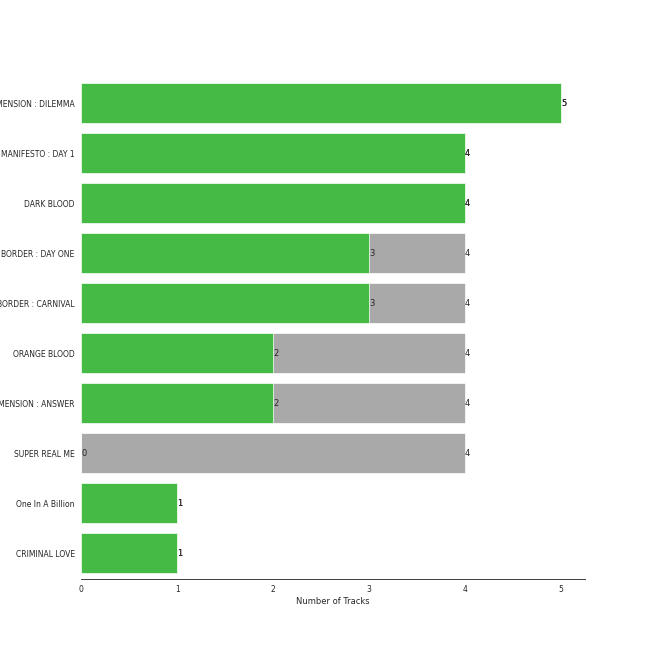 MENSION : DILEMMA 5
MANIFESTO : DAY 1 4
DARK BLOOD 4
BORDER : DAY ONE 3 4
BORDER : CARNIVAL 3 4
ORANGE BLOOD 2 4
MENSION : ANSWER 2 4
SUPER REAL ME 0 4
One In A Billion 1
CRIMINAL LOVE 1
0 1 2 3 4 5
Number of Tracks